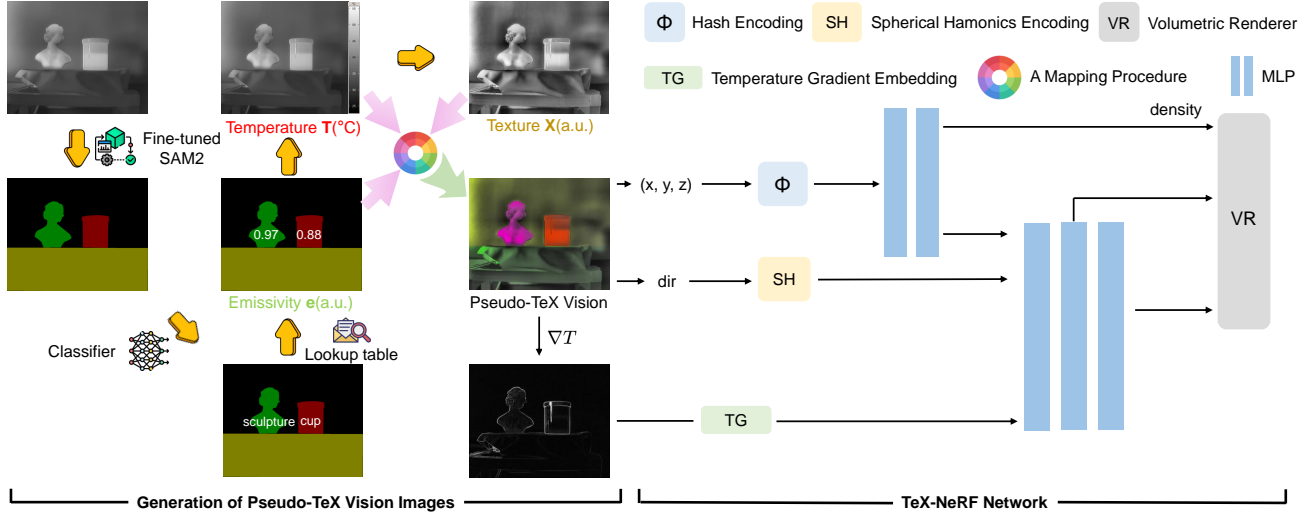 Φ Hash Encoding SH Spherical Hamonics Encoding VR Volumetric Renderer
TG Temperature Gradient Embedding A Mapping Procedure MLP
Temperature T(°C)
Texture X(a.u.)
Fine-tuned
SAM2
0.97 0.88
Emissivity e(a.u.)
Classifier
Lookup table
sculpture cup
Pseudo-TeX Vision
∇T
(x, y, z)
Φ
dir
SH
TG
density
VR
Generation of Pseudo-TeX Vision Images
TeX-NeRF Network